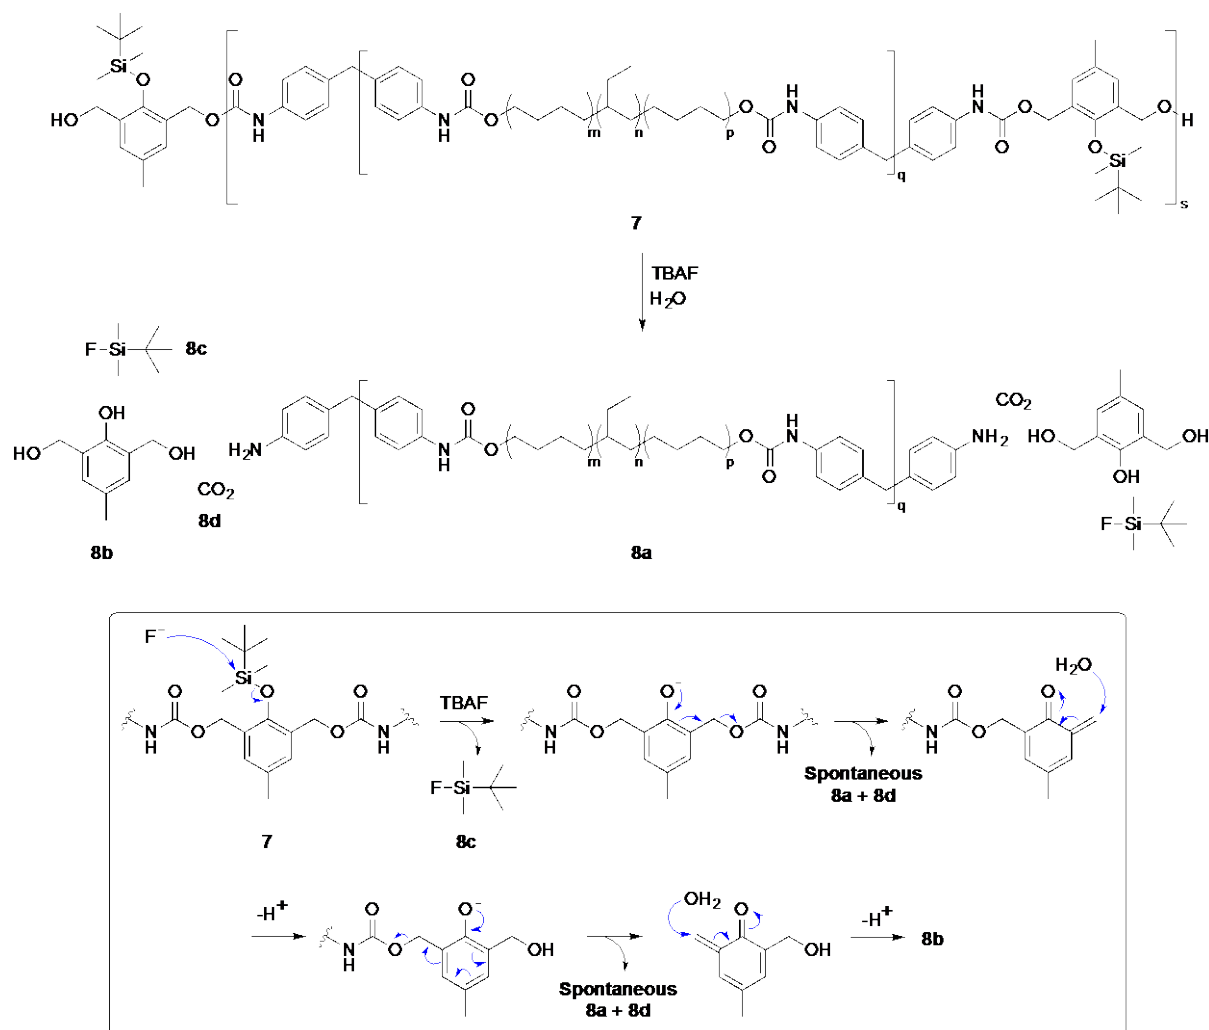 Si
O
HO
O
O
N
H
N
H
O
O
m
n
p
O
O
H
N
q
H
N
O
O
O
Si
O
H
s
7
TBAF
H2O
F
Si
8c
OH
OH
OH
CO2
8d
8b
H2N
N
H
O
O
m
n
p
O
O
H
N
q
NH2
8a
CO2
HO
OH
OH
F
Si
F−
Si
O
N
H
O
O
O
O
N
H
7
TBAF
F
Si
8c
N
H
O
O
O−
O
O
N
H
Spontaneous
8a + 8d
H2O
N
H
O
O
O
-H+
N
H
O
O
O−
OH
Spontaneous
8a + 8d
OH2
O
OH
-H+
8b